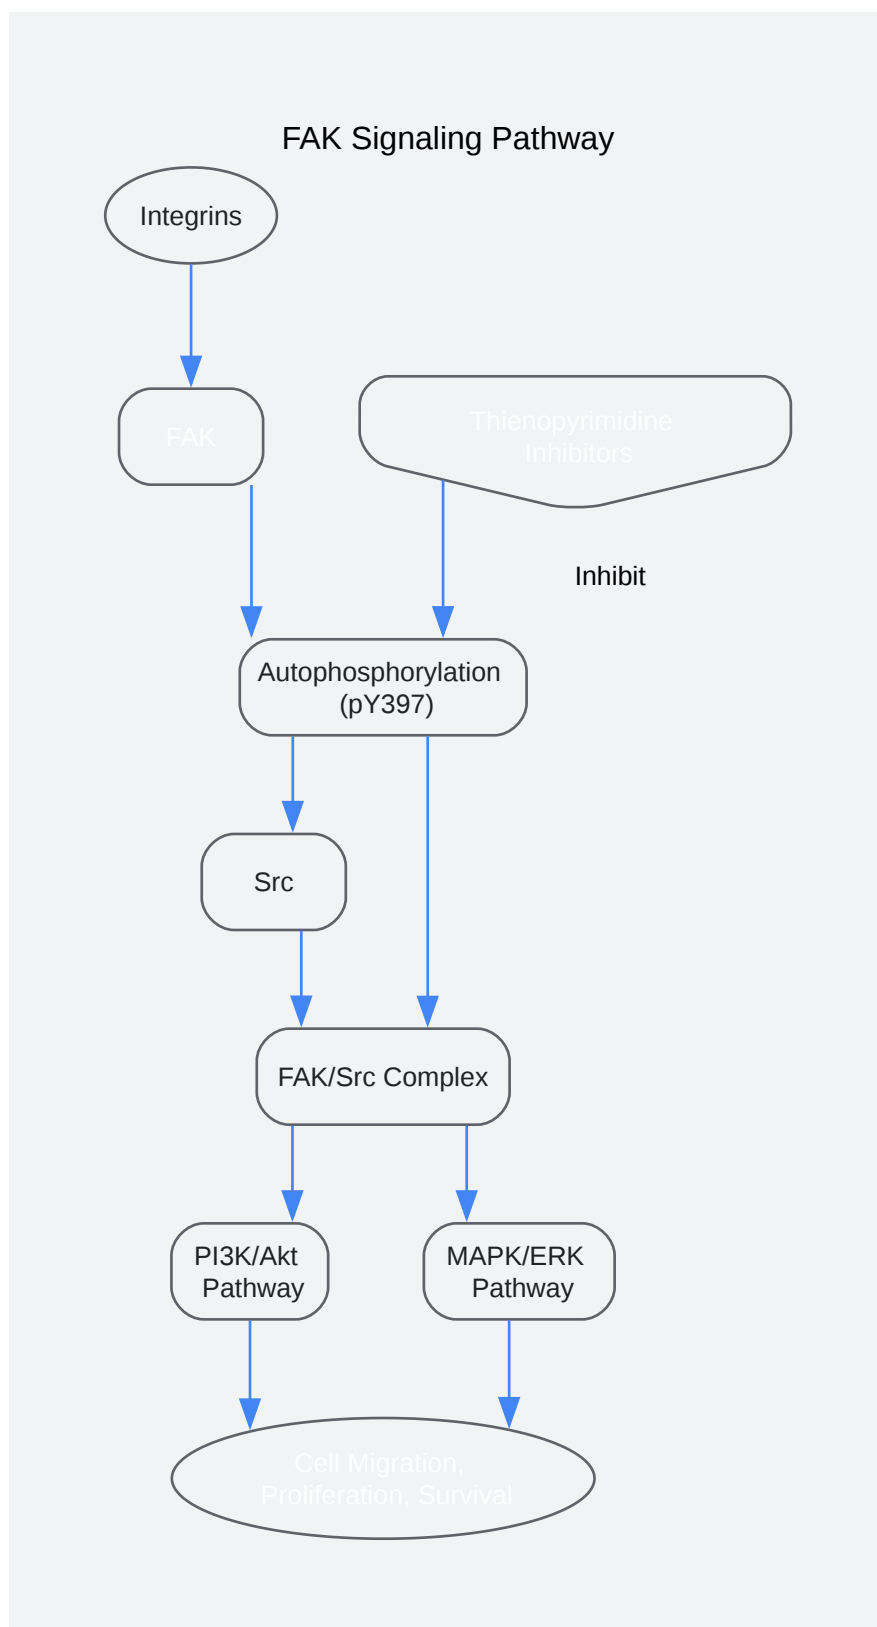 FAK Signaling Pathway
Integrins
FAK
Thienopyrimidine
Inhibitors
Inhibit
Autophosphorylation
(pY397)
Src
FAK/Src Complex
PI3K/Akt
Pathway
MAPK/ERK
Pathway
Cell Migration,
Proliferation, Survival